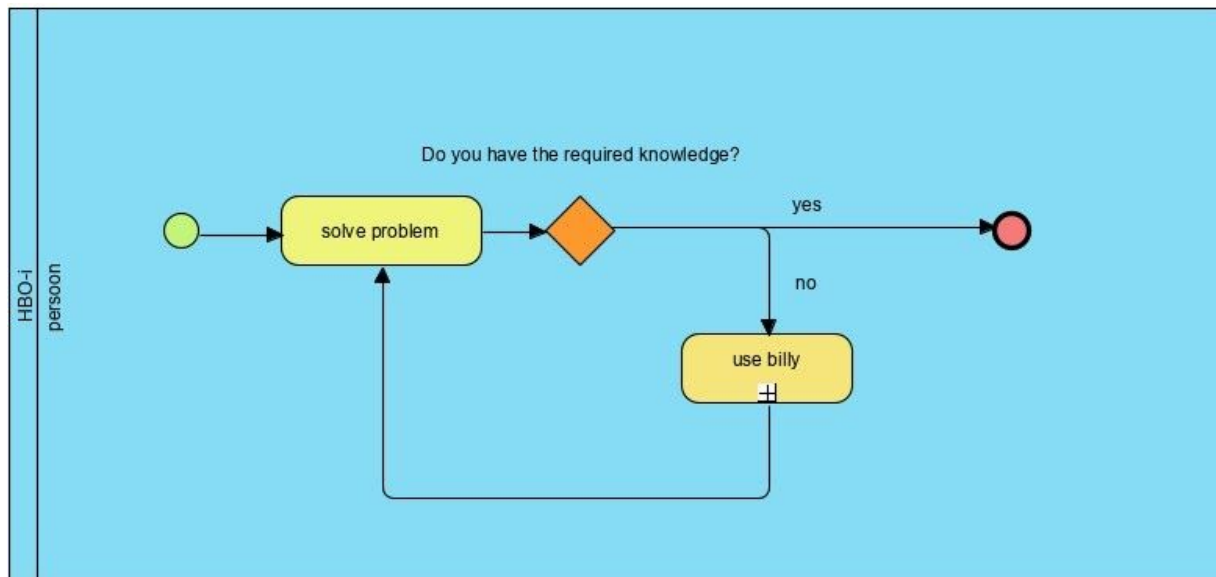 HBO-i
persoon
Do you have the required knowledge?
solve problem
yes
no
use billy